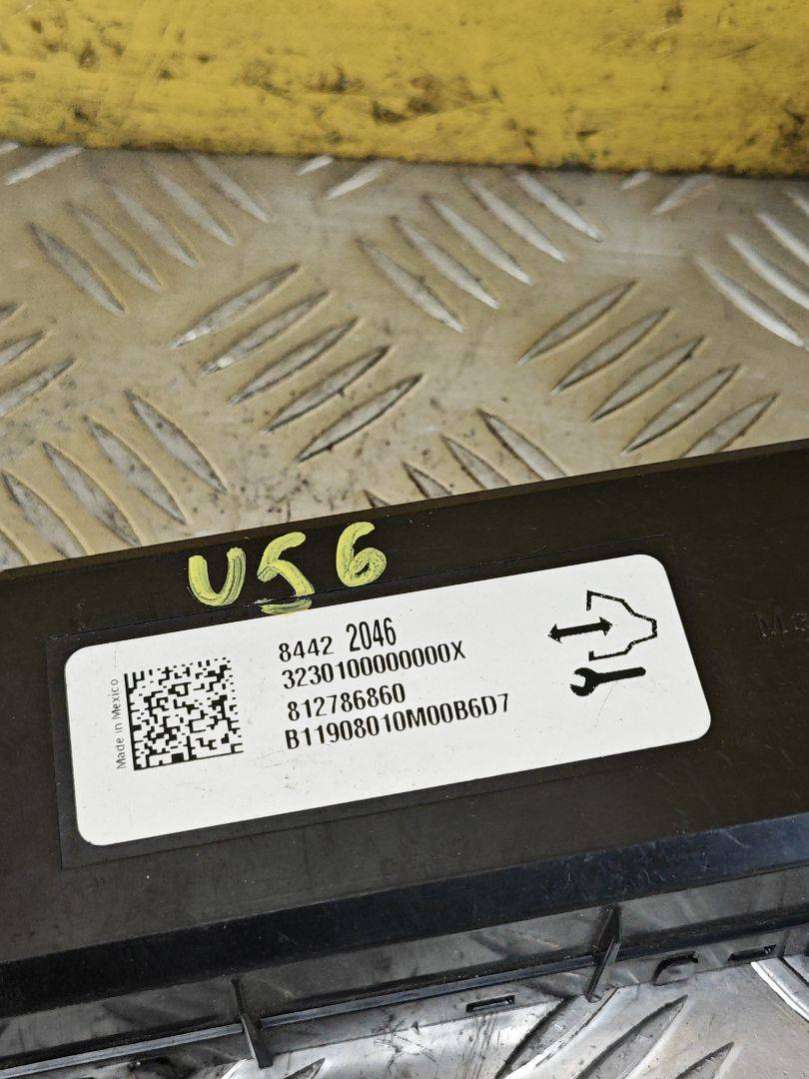 U56
8442 2046
3230100000000X
812786860
B11908010M00B6D7
Made in Mexico